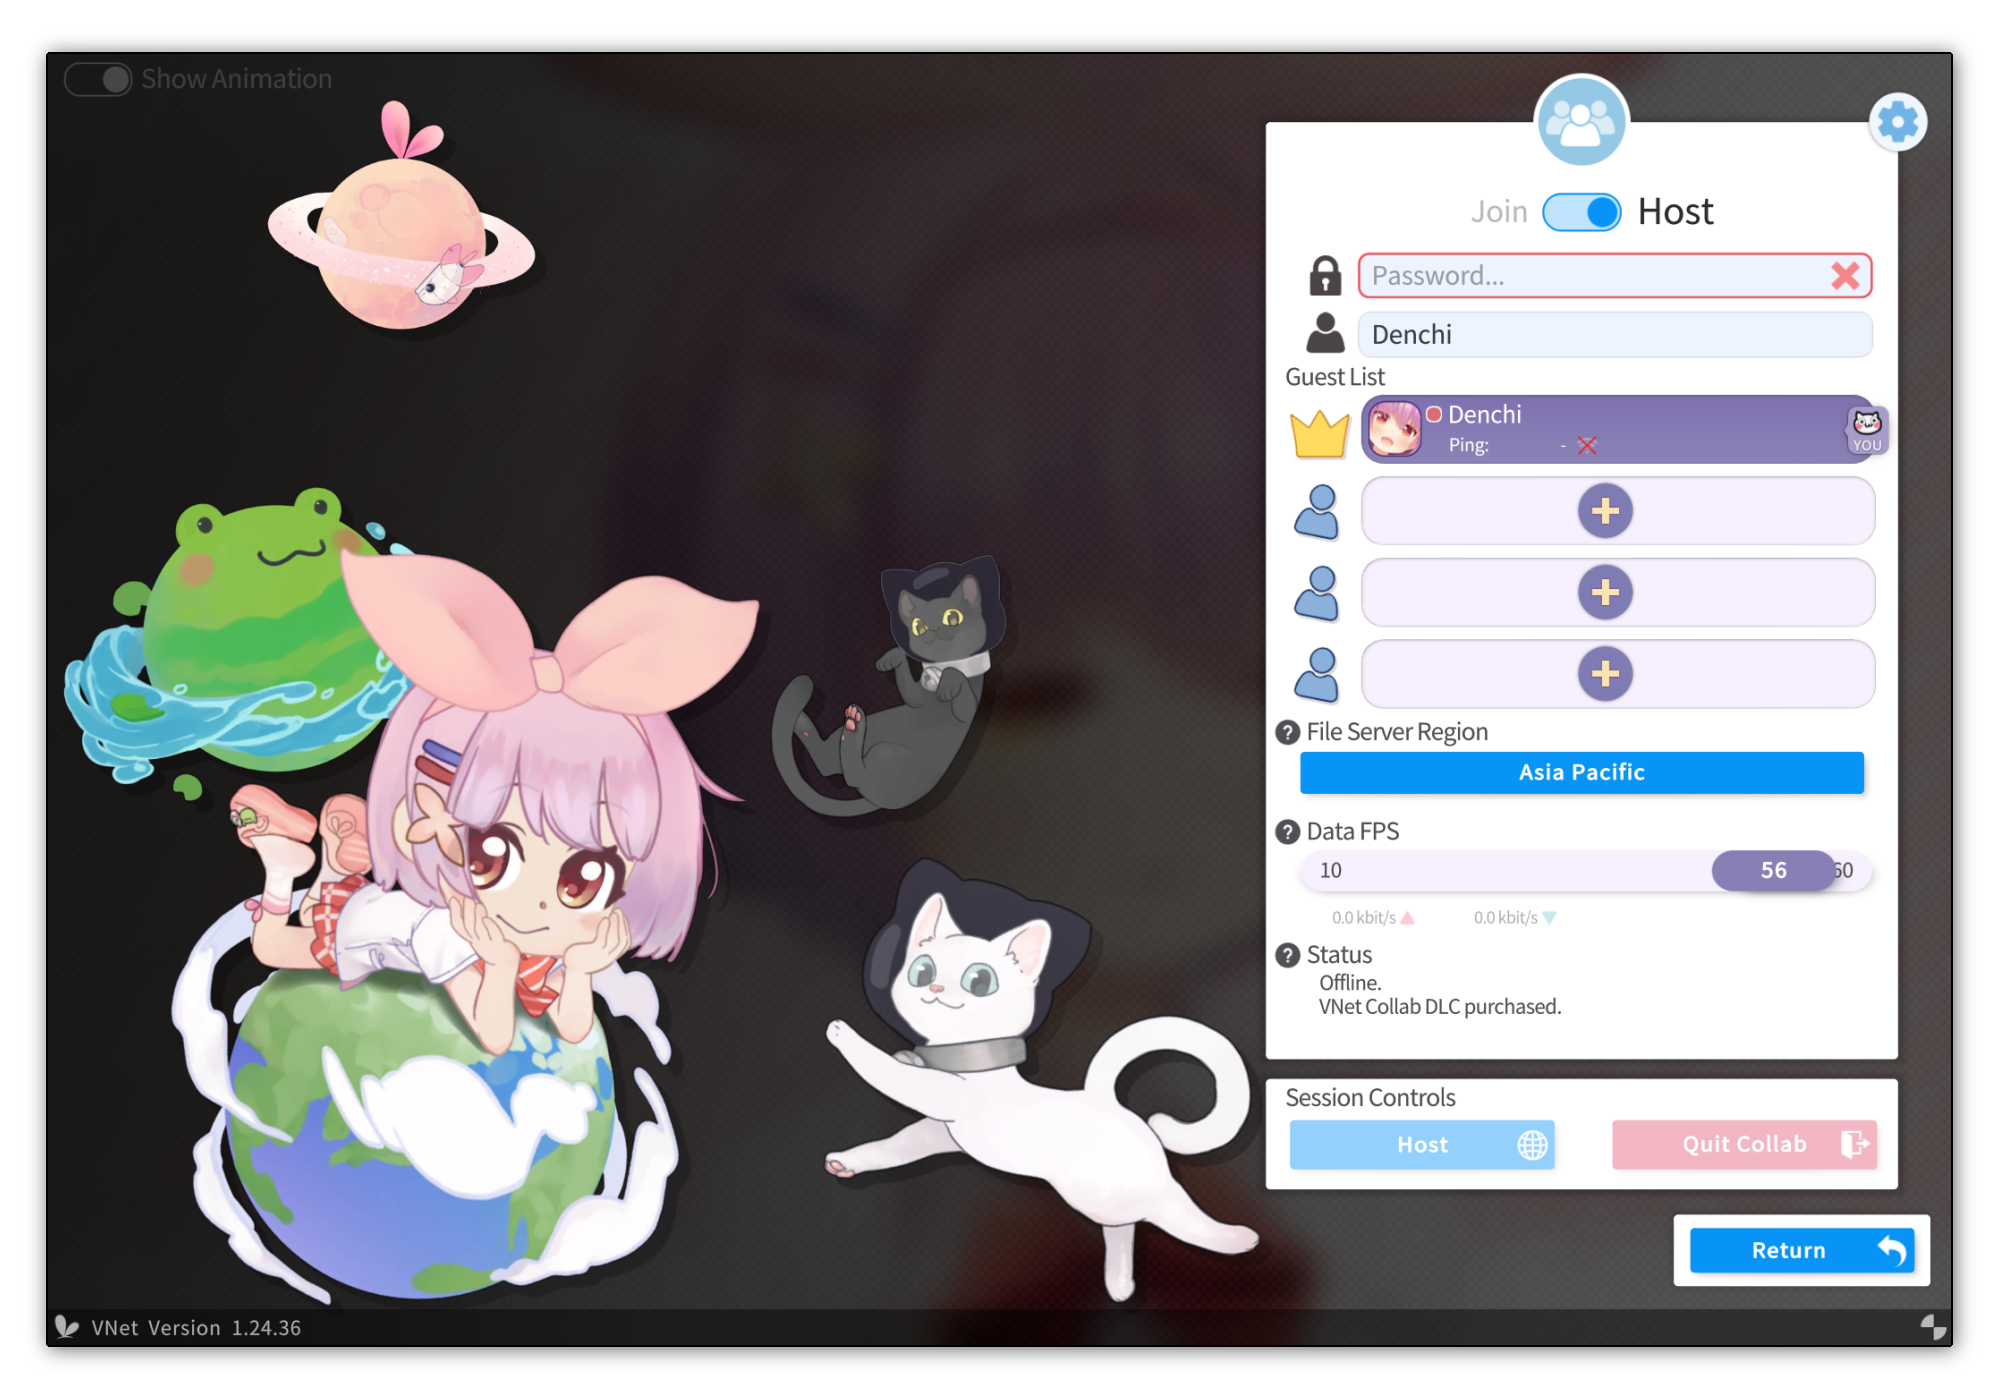 Show Animation
Join Host
Password...
Denchi
Guest List
Denchi
Ping: -
YOU
File Server Region
Asia Pacific
Data FPS
10 56 60
0.0 kbit/s 0.0 kbit/s
Status
Offline.
VNet Collab DLC purchased.
Session Controls
Host Quit Collab
Return
VNet Version 1.24.36